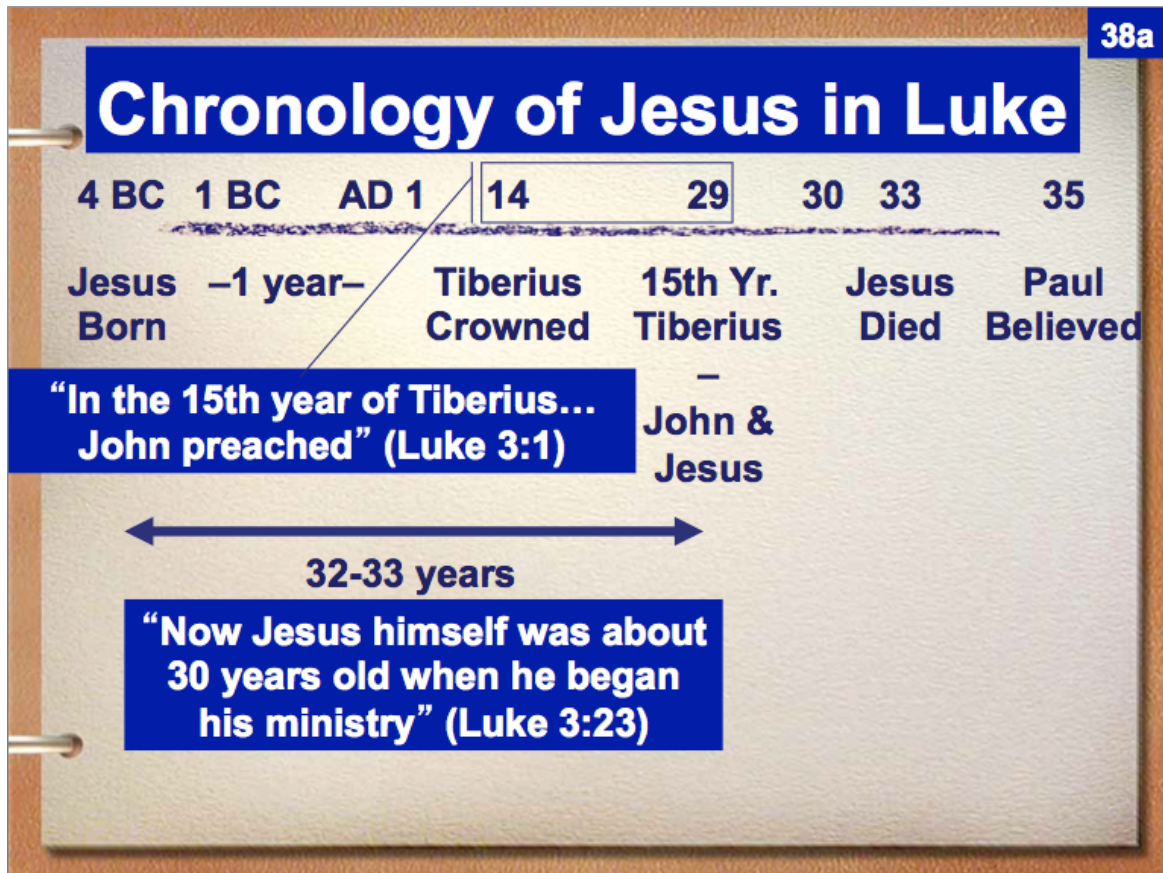 38a
Chronology of Jesus in Luke
4 BC 1 BC AD 1 14 29 30 33 35
Jesus –1 year– Tiberius 15th Yr. Jesus Paul
Born Crowned Tiberius Died Believed
–
“In the 15th year of Tiberius…
John preached” (Luke 3:1)
John &
Jesus
32-33 years
“Now Jesus himself was about
30 years old when he began
his ministry” (Luke 3:23)